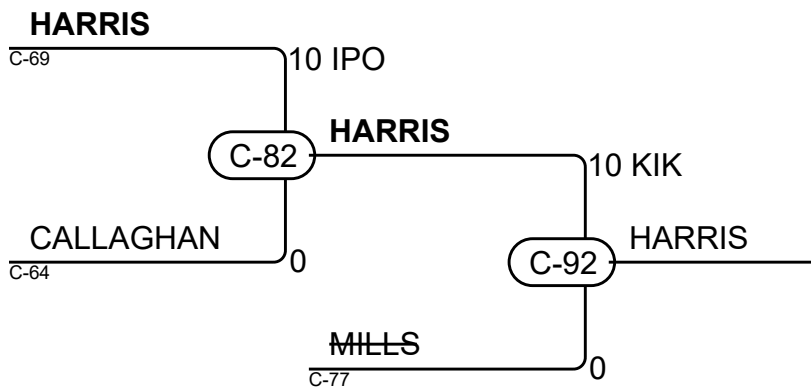 HARRIS
C-69
10 IPO
HARRIS
C-82
10 KIK
CALLAGHAN
C-64
0
HARRIS
C-92
MILLS
C-77
0